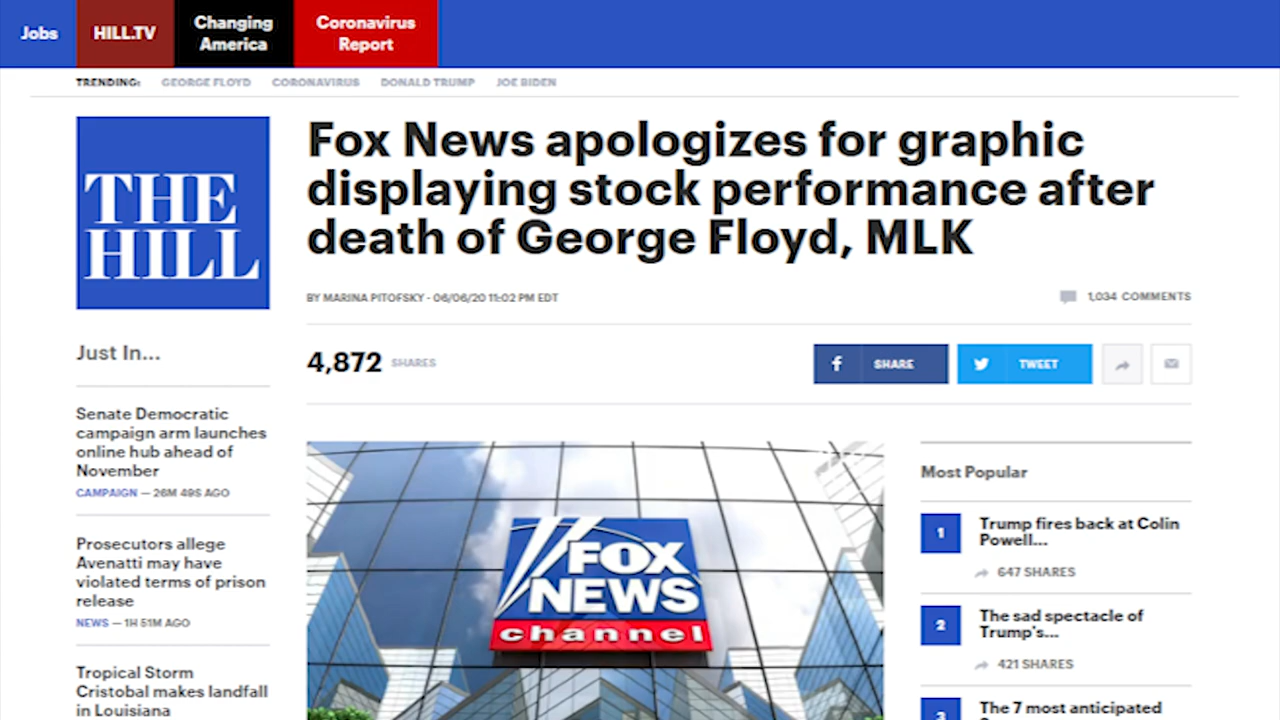 Jobs
HILL.TV
Changing
America
Coronavirus
Report
TRENDING:
GEORGE FLOYD
CORONAVIRUS
DONALD TRUMP
JOE BIDEN
THE
HILL
Fox News apologizes for graphic
displaying stock performance after
death of George Floyd, MLK
BY MARINA PITOFSKY - 06/06/20 11:02 PM EDT
1,034 COMMENTS
4,872 SHARES
SHARE
TWEET
Just In...
Senate Democratic
campaign arm launches
online hub ahead of
November
CAMPAIGN — 26M 49S AGO
Prosecutors allege
Avenatti may have
violated terms of prison
release
NEWS — 1H 51M AGO
Tropical Storm
Cristobal makes landfall
in Louisiana
FOX
NEWS
channel
Most Popular
1
Trump fires back at Colin
Powell...
647 SHARES
2
The sad spectacle of
Trump's...
421 SHARES
3
The 7 most anticipated